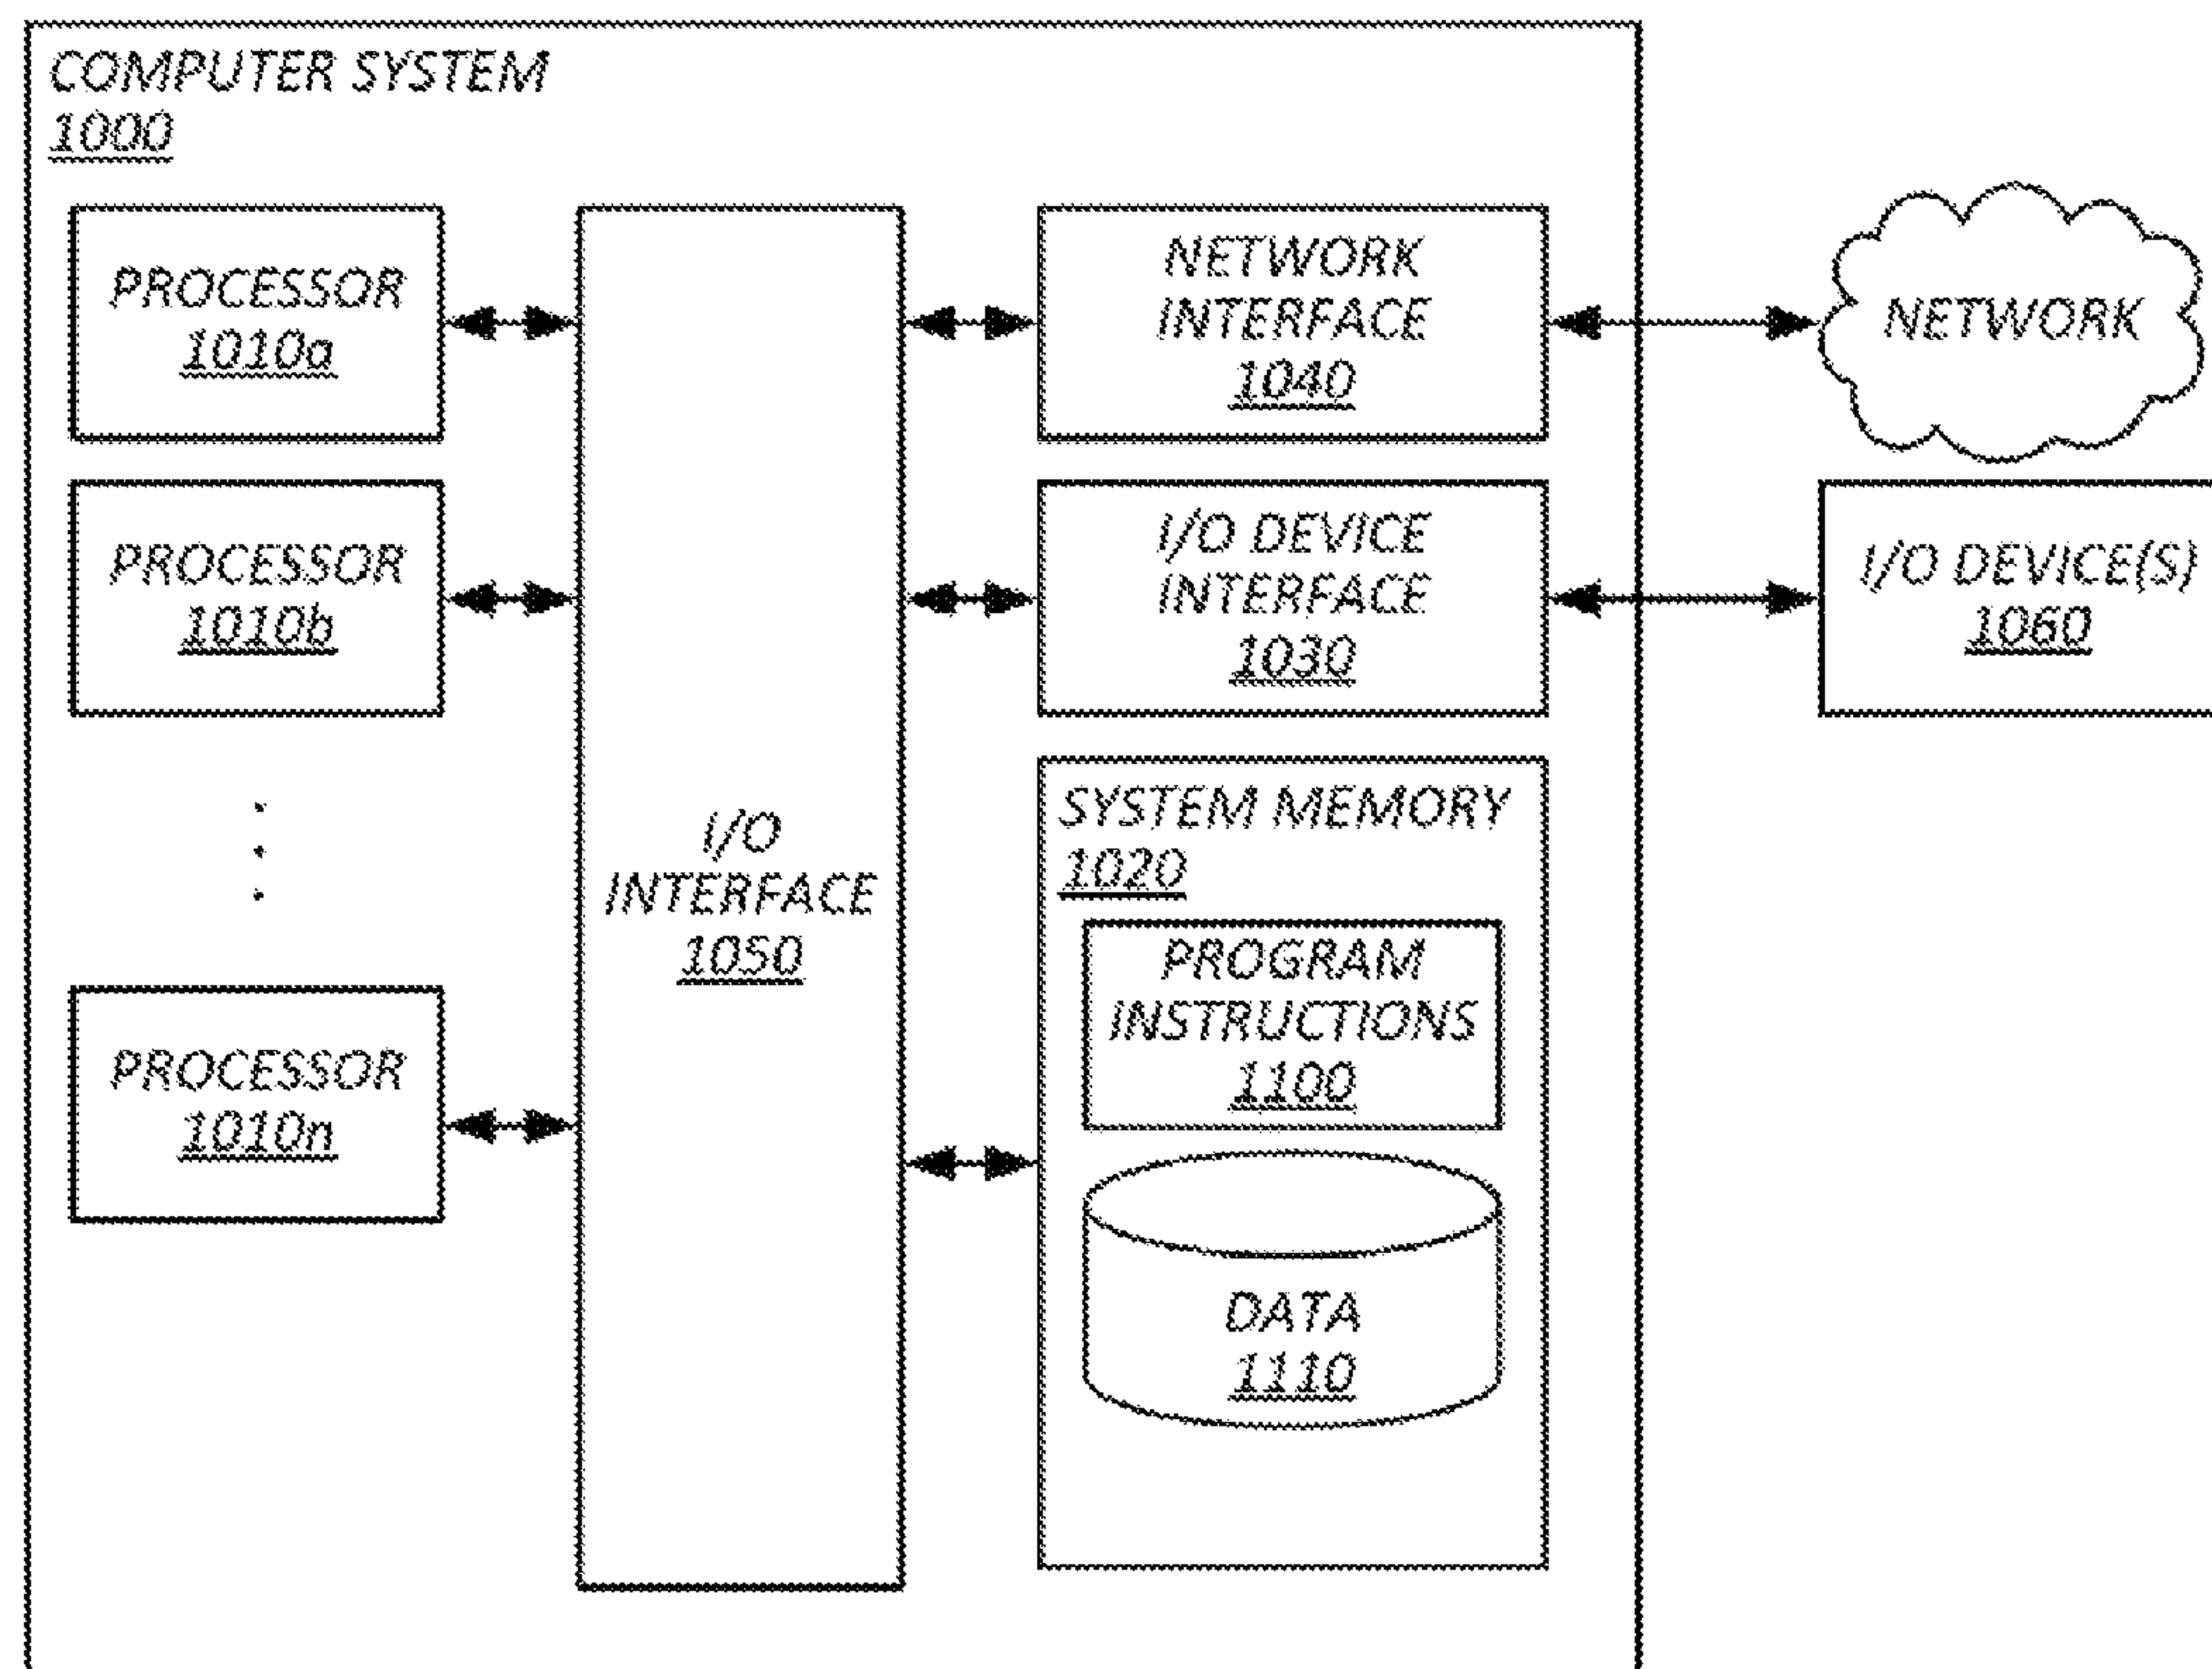 COMPUTER SYSTEM
1000
PROCESSOR
1010a
PROCESSOR
1010b
PROCESSOR
1010n
I/O
INTERFACE
1050
NETWORK
INTERFACE
1040
I/O DEVICE
INTERFACE
1030
SYSTEM MEMORY
1020
PROGRAM
INSTRUCTIONS
1100
DATA
1110
NETWORK
I/O DEVICE(S)
1060